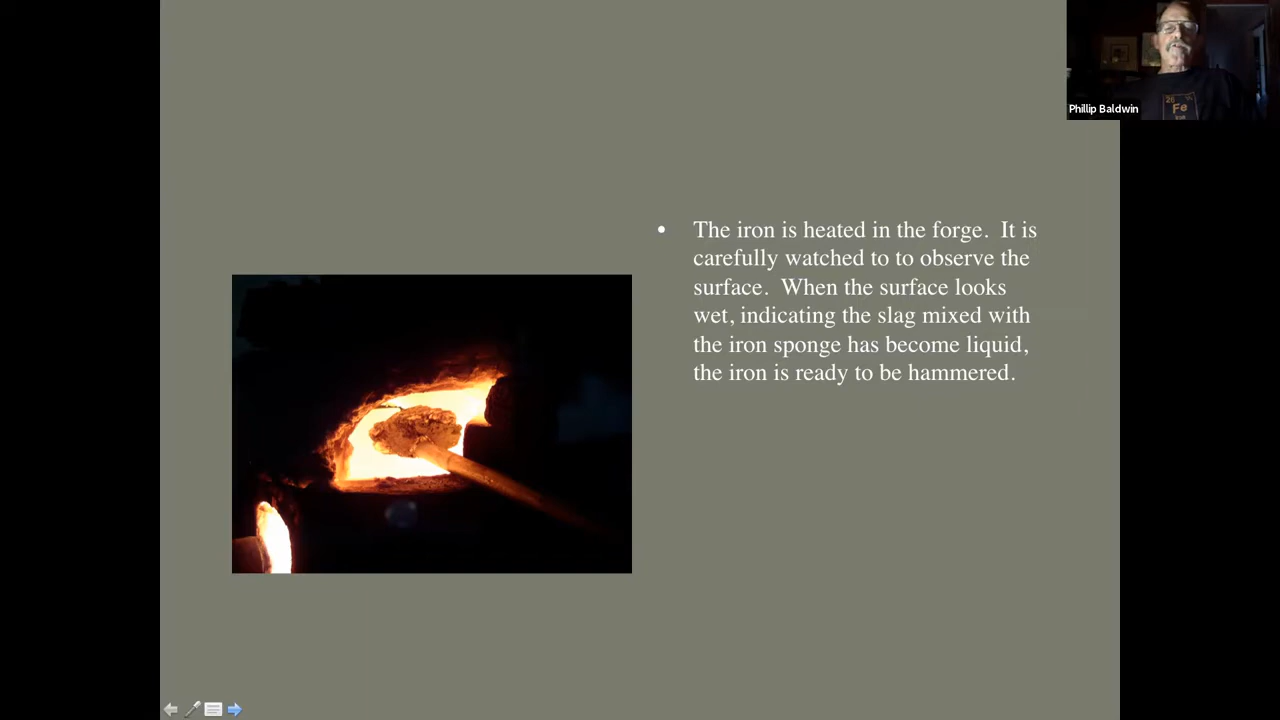 Phillip Baldwin
26
Fe
• The iron is heated in the forge. It is
carefully watched to to observe the
surface. When the surface looks
wet, indicating the slag mixed with
the iron sponge has become liquid,
the iron is ready to be hammered.